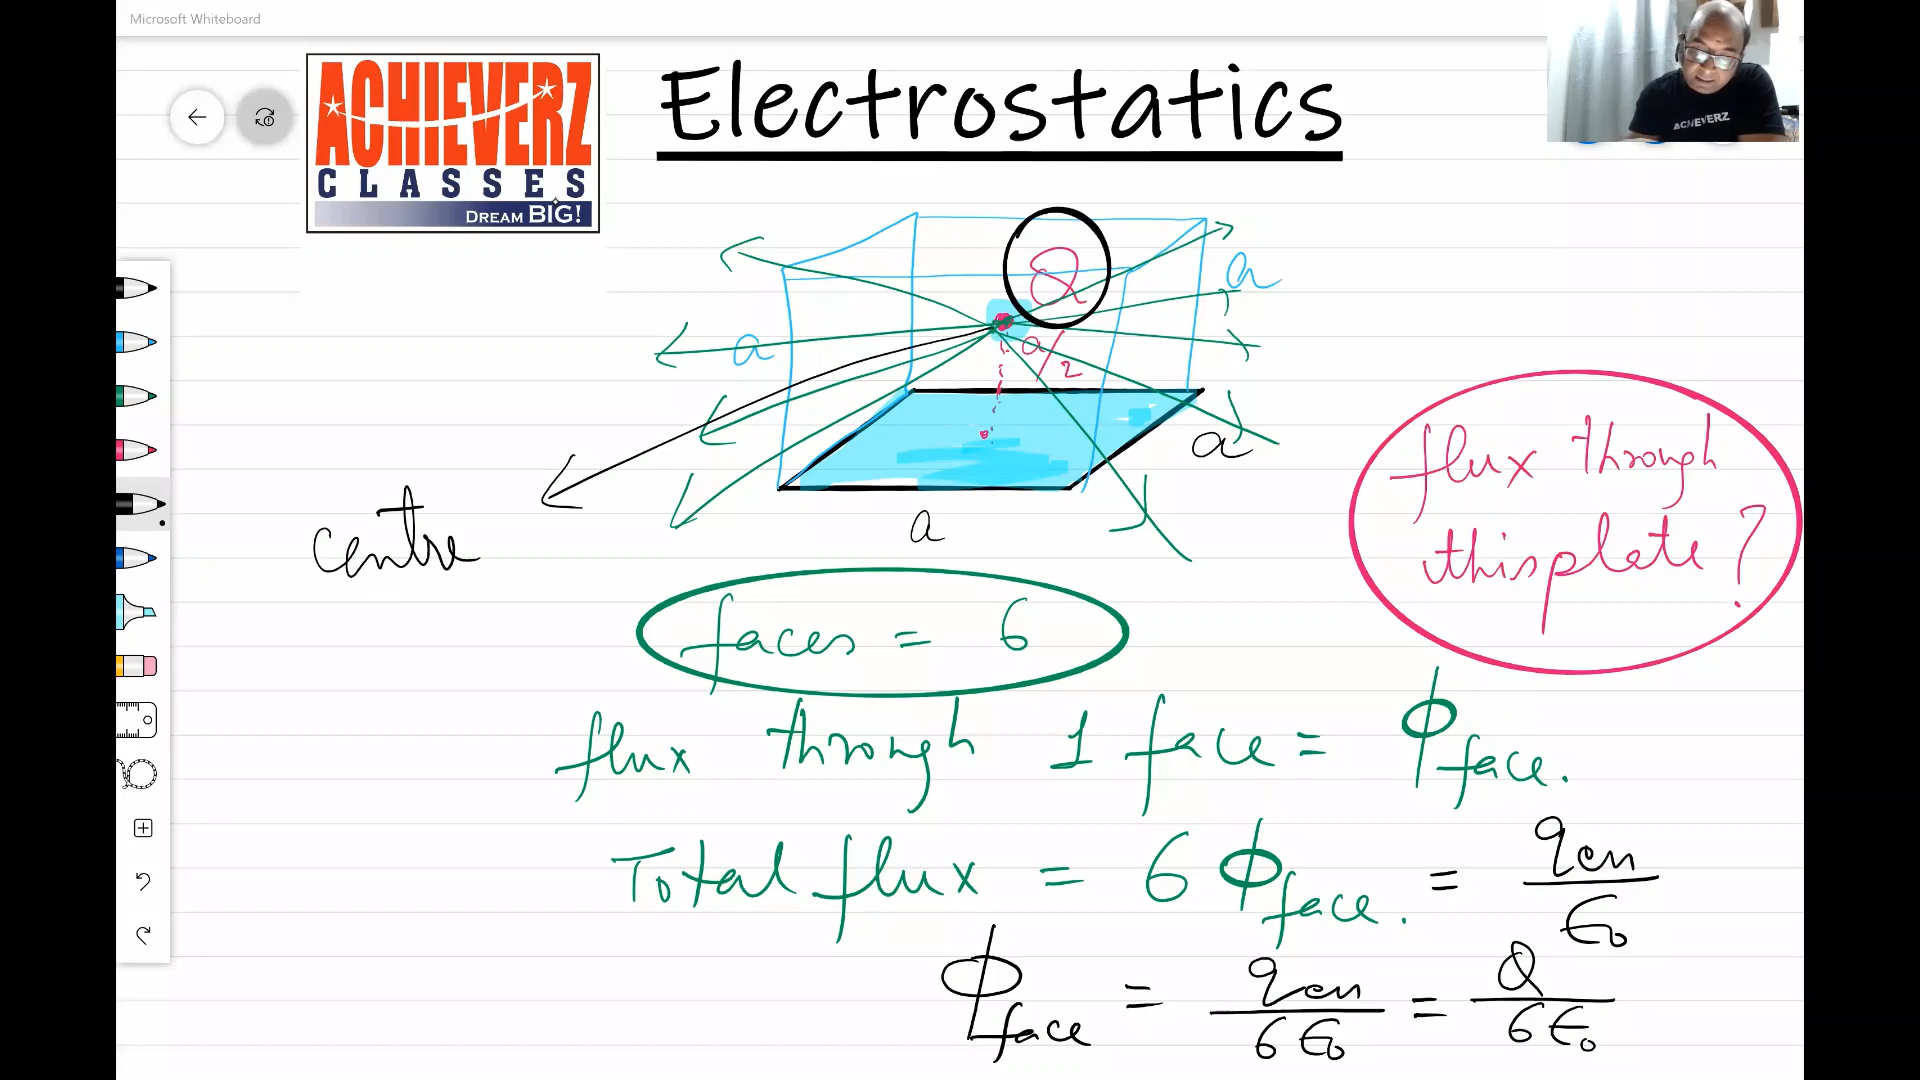 Microsoft Whiteboard
ACHIEVERZ
CLASSES
DREAM BIG!
Electrostatics
ACHIEVERZ
Q
a
a
a/2
a
a
centre
flux through
this plate ?
faces = 6
flux through 1 face = ϕface.
Total flux = 6 ϕface. = qen/ϵ0
ϕface = qen/6ϵ0 = Q/6ϵ0